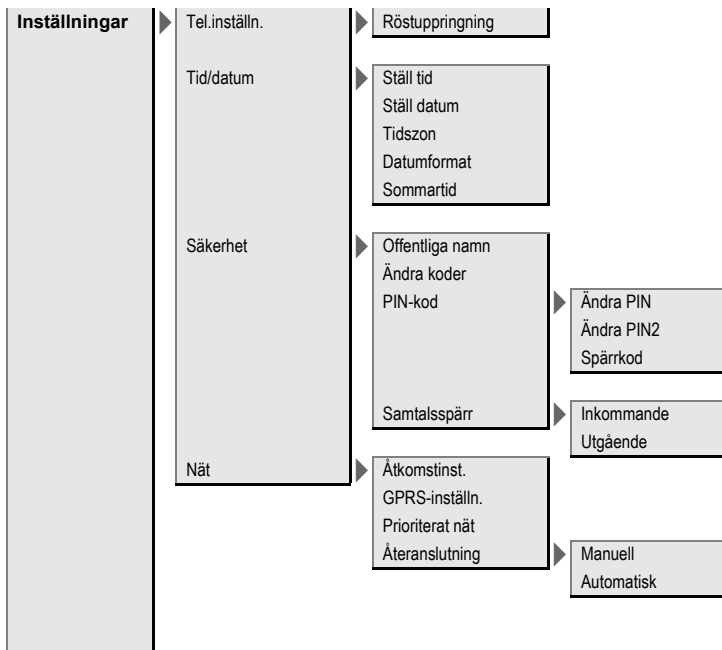 Inställningar
Tel.inställn.
Röstuppringning
Tid/datum
Ställ tid
Ställ datum
Tidszon
Datumformat
Sommartid
Säkerhet
Offentliga namn
Ändra koder
PIN-kod
Ändra PIN
Ändra PIN2
Spärrkod
Samtalsspärr
Inkommande
Utgående
Nät
Åtkomstinst.
GPRS-inställn.
Prioriterat nät
Återanslutning
Manuell
Automatisk